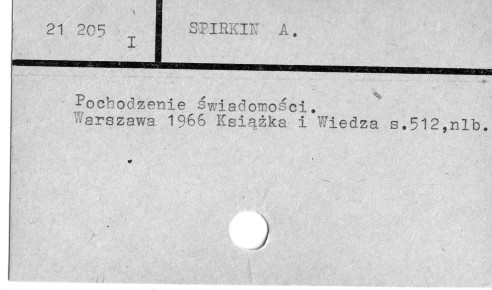 21 205 I
SPIRKIN A.
Pochodzenie świadomości.
Warszawa 1966 Książka i Wiedza s.512,nlb.